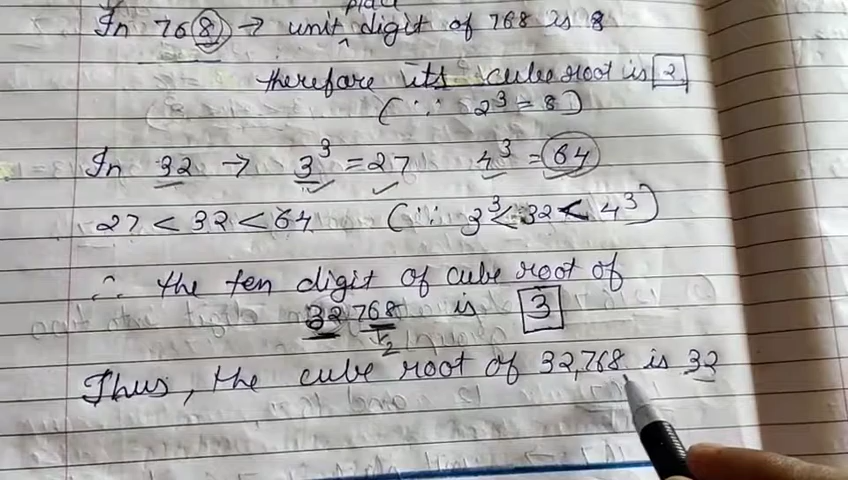 place
In 768 → unit ^ digit of 768 is 8
therefore its cube root is 2
(∵ 2³ = 8)
In 32 → 3³ = 27 4³ = 64
27 < 32 < 64 (∵ 3³ < 32 < 4³)
∴ the ten digit of cube root of
32 768 is 3
2
Thus, the cube root of 32,768 is 32